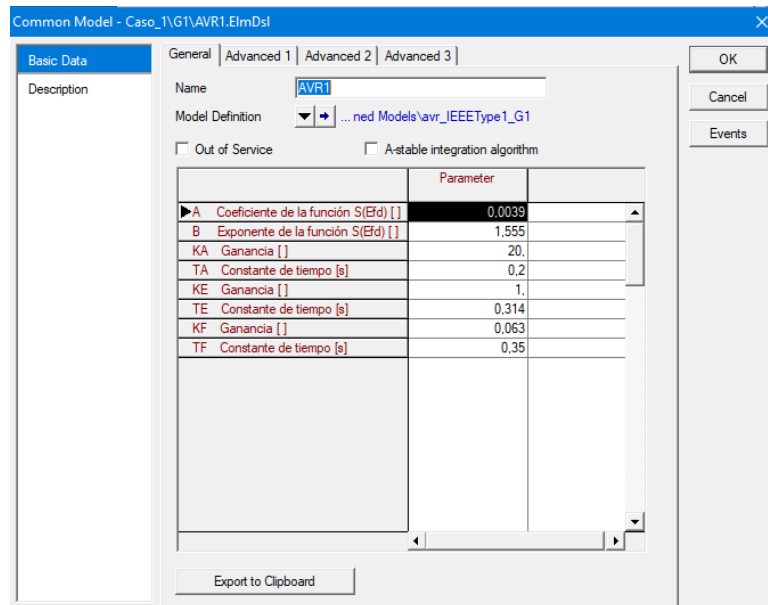 Common Model - Caso_1\G1\AVR1.ElmDsl
Basic Data
Description
General Advanced 1 Advanced 2 Advanced 3
Name AVR1
Model Definition ... ned Models\avr_IEEEType1_G1
Out of Service A-stable integration algorithm
Parameter
A Coeficiente de la función S(Efd) [ ] 0,0039
B Exponente de la función S(Efd) [ ] 1,555
KA Ganancia [ ] 20,
TA Constante de tiempo [s] 0,2
KE Ganancia [ ] 1,
TE Constante de tiempo [s] 0,314
KF Ganancia [ ] 0,063
TF Constante de tiempo [s] 0,35
Export to Clipboard
OK
Cancel
Events